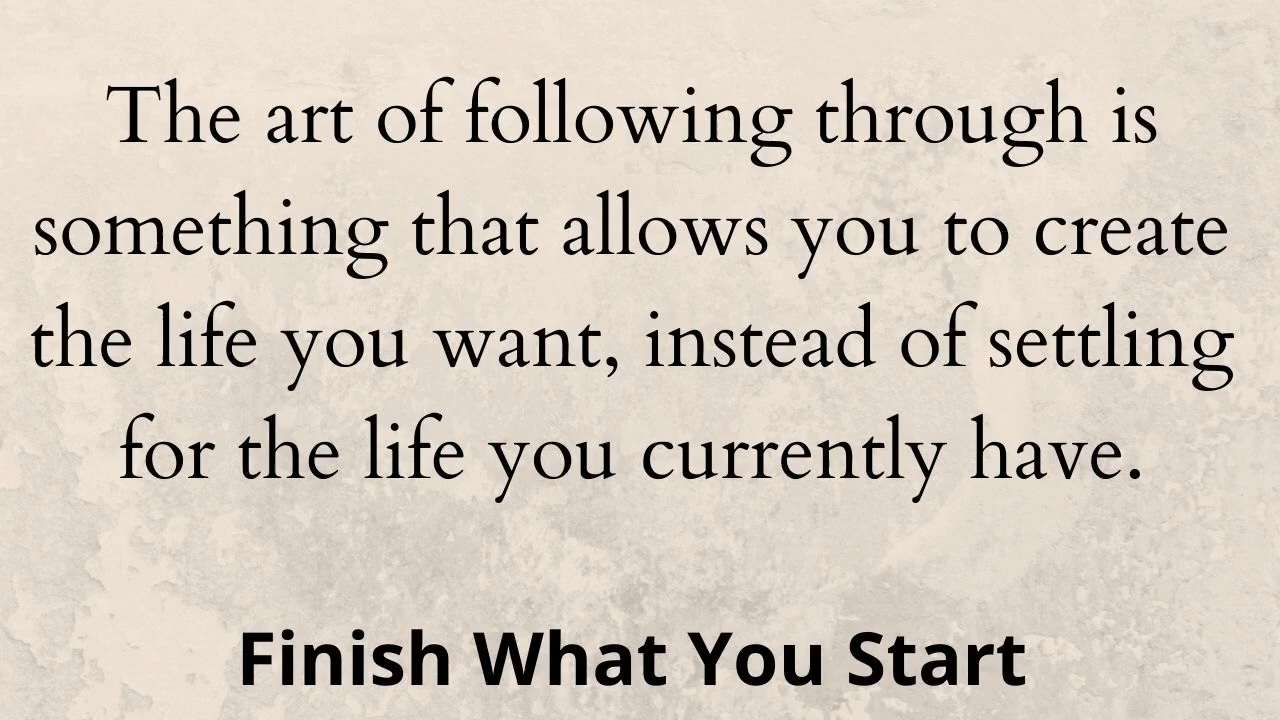 The art of following through is
something that allows you to create
the life you want, instead of settling
for the life you currently have.
Finish What You Start